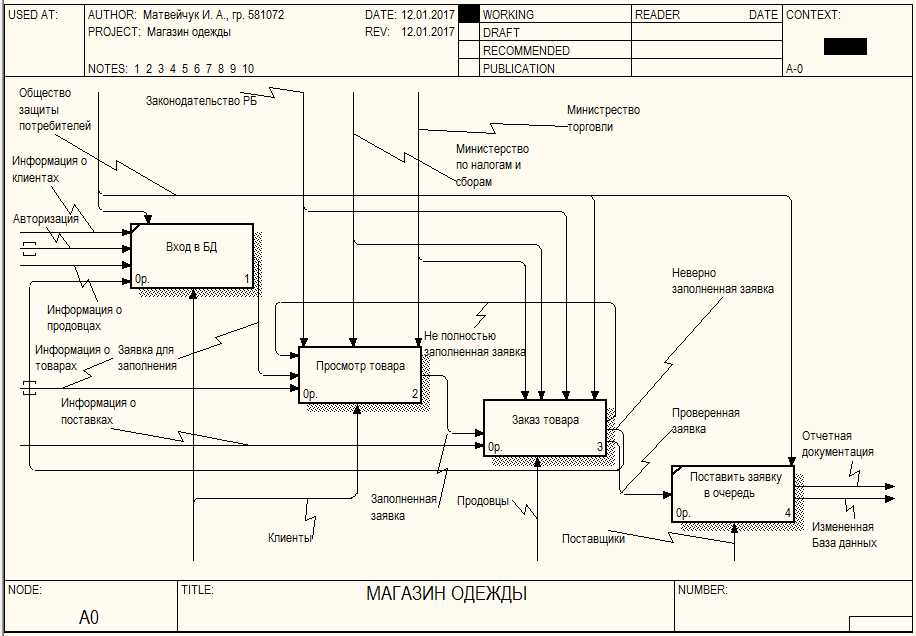 USED AT:
AUTHOR: Матвейчук И. А., гр. 581072
DATE: 12.01.2017
WORKING
READER
DATE
CONTEXT:
PROJECT: Магазин одежды
REV: 12.01.2017
DRAFT
RECOMMENDED
NOTES: 1 2 3 4 5 6 7 8 9 10
PUBLICATION
A-0
Общество
защиты
потребителей
Законодательство РБ
Министрество
торговли
Министерство
по налогам и
сборам
Информация о
клиентах
Авторизация
Вход в БД
0р.
1
Неверно
заполненная заявка
Информация о
продовцах
Не полностью
заполненная заявка
Информация о
товарах
Заявка для
заполнения
Просмотр товара
0р.
2
Информация о
поставках
Заказ товара
0р.
3
Проверенная
заявка
Отчетная
документация
Поставить заявку
в очередь
0р.
4
Заполненная
заявка
Продовцы
Клиенты
Поставщики
Измененная
База данных
NODE:
TITLE:
МАГАЗИН ОДЕЖДЫ
NUMBER:
A0